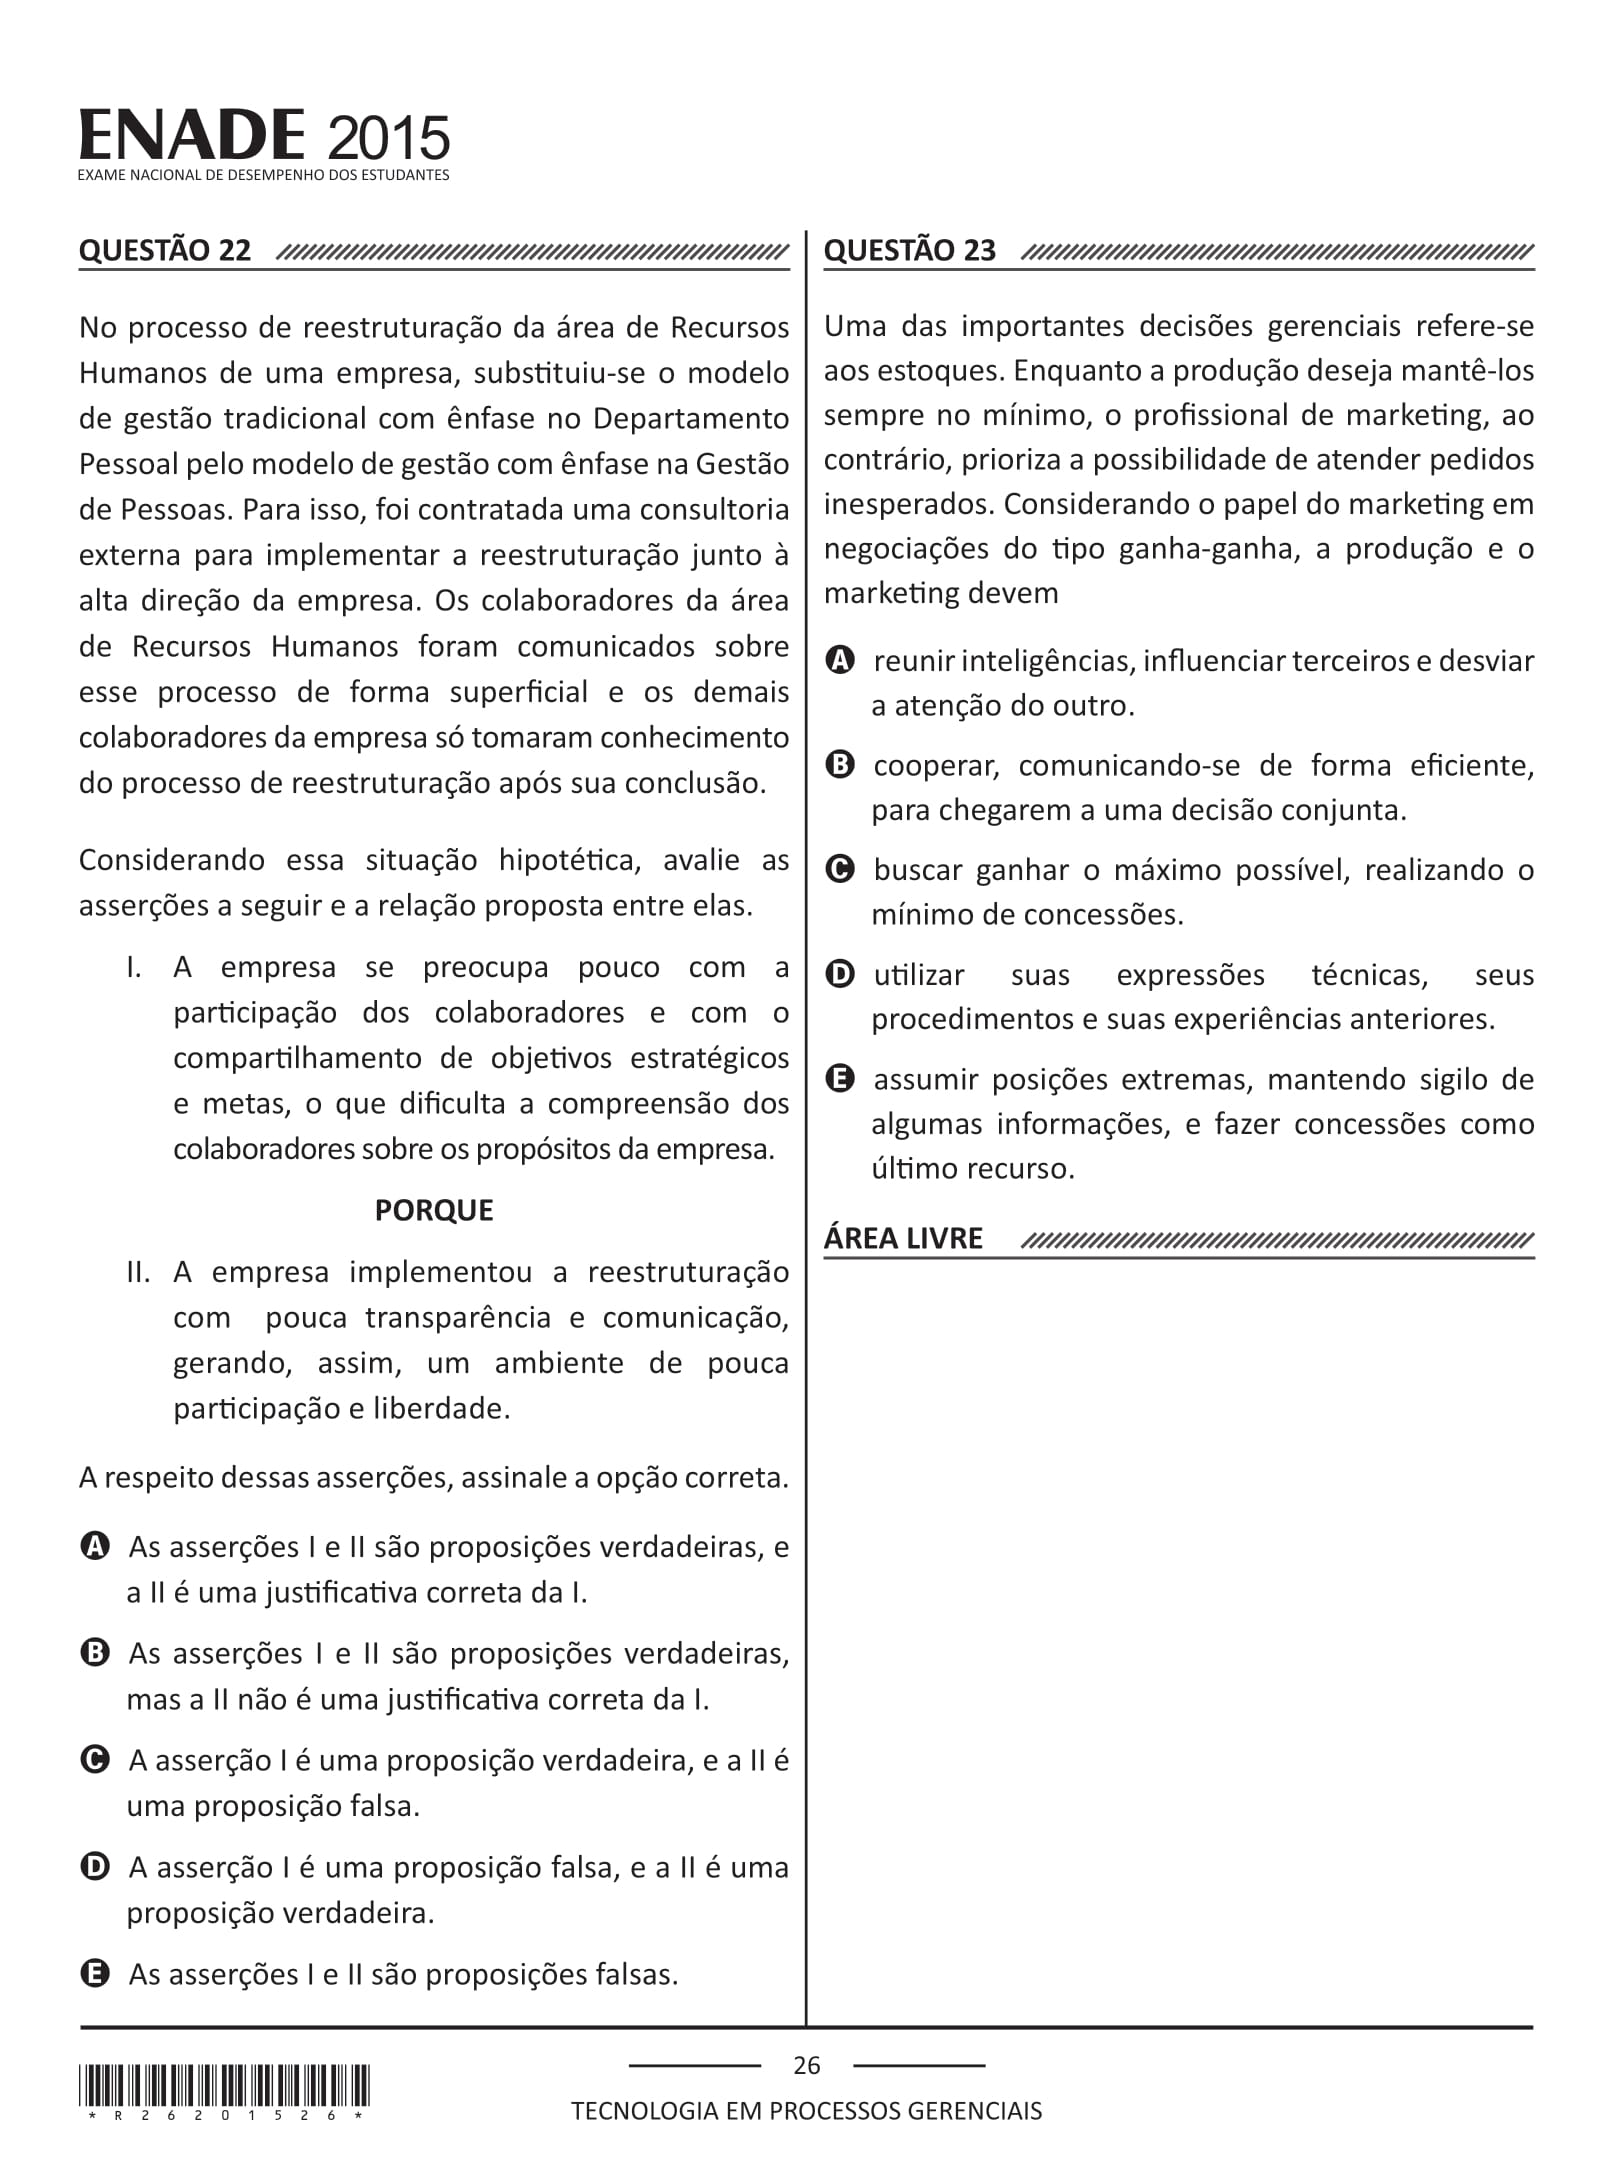 ENADE 2015
EXAME NACIONAL DE DESEMPENHO DOS ESTUDANTES
QUESTÃO 22
No processo de reestruturação da área de Recursos
Humanos de uma empresa, substituiu-se o modelo
de gestão tradicional com ênfase no Departamento
Pessoal pelo modelo de gestão com ênfase na Gestão
de Pessoas. Para isso, foi contratada uma consultoria
externa para implementar a reestruturação junto à
alta direção da empresa. Os colaboradores da área
de Recursos Humanos foram comunicados sobre
esse processo de forma superficial e os demais
colaboradores da empresa só tomaram conhecimento
do processo de reestruturação após sua conclusão.
Considerando essa situação hipotética, avalie as
asserções a seguir e a relação proposta entre elas.
I. A empresa se preocupa pouco com a
participação dos colaboradores e com o
compartilhamento de objetivos estratégicos
e metas, o que dificulta a compreensão dos
colaboradores sobre os propósitos da empresa.
PORQUE
II. A empresa implementou a reestruturação
com pouca transparência e comunicação,
gerando, assim, um ambiente de pouca
participação e liberdade.
A respeito dessas asserções, assinale a opção correta.
A As asserções I e II são proposições verdadeiras, e
a II é uma justificativa correta da I.
B As asserções I e II são proposições verdadeiras,
mas a II não é uma justificativa correta da I.
C A asserção I é uma proposição verdadeira, e a II é
uma proposição falsa.
D A asserção I é uma proposição falsa, e a II é uma
proposição verdadeira.
E As asserções I e II são proposições falsas.
QUESTÃO 23
Uma das importantes decisões gerenciais refere-se
aos estoques. Enquanto a produção deseja mantê-los
sempre no mínimo, o profissional de marketing, ao
contrário, prioriza a possibilidade de atender pedidos
inesperados. Considerando o papel do marketing em
negociações do tipo ganha-ganha, a produção e o
marketing devem
A reunir inteligências, influenciar terceiros e desviar
a atenção do outro.
B cooperar, comunicando-se de forma eficiente,
para chegarem a uma decisão conjunta.
C buscar ganhar o máximo possível, realizando o
mínimo de concessões.
D utilizar suas expressões técnicas, seus
procedimentos e suas experiências anteriores.
E assumir posições extremas, mantendo sigilo de
algumas informações, e fazer concessões como
último recurso.
ÁREA LIVRE
*R26201526*
26
TECNOLOGIA EM PROCESSOS GERENCIAIS